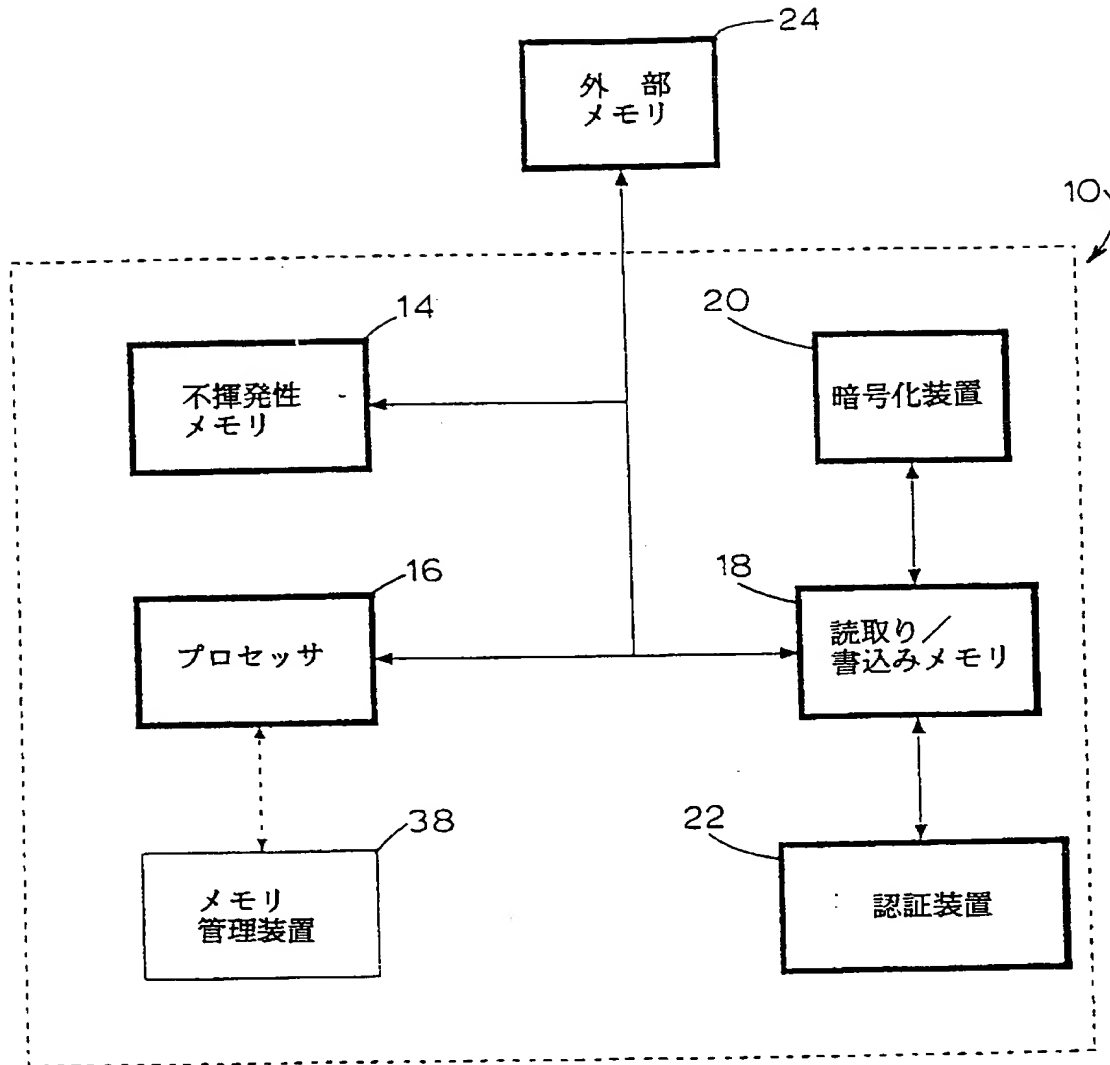 24
外 部
メモリ
10
14
不揮発性
メモリ
20
暗号化装置
16
プロセッサ
18
読取り／
書込みメモリ
38
メモリ
管理装置
22
認証装置